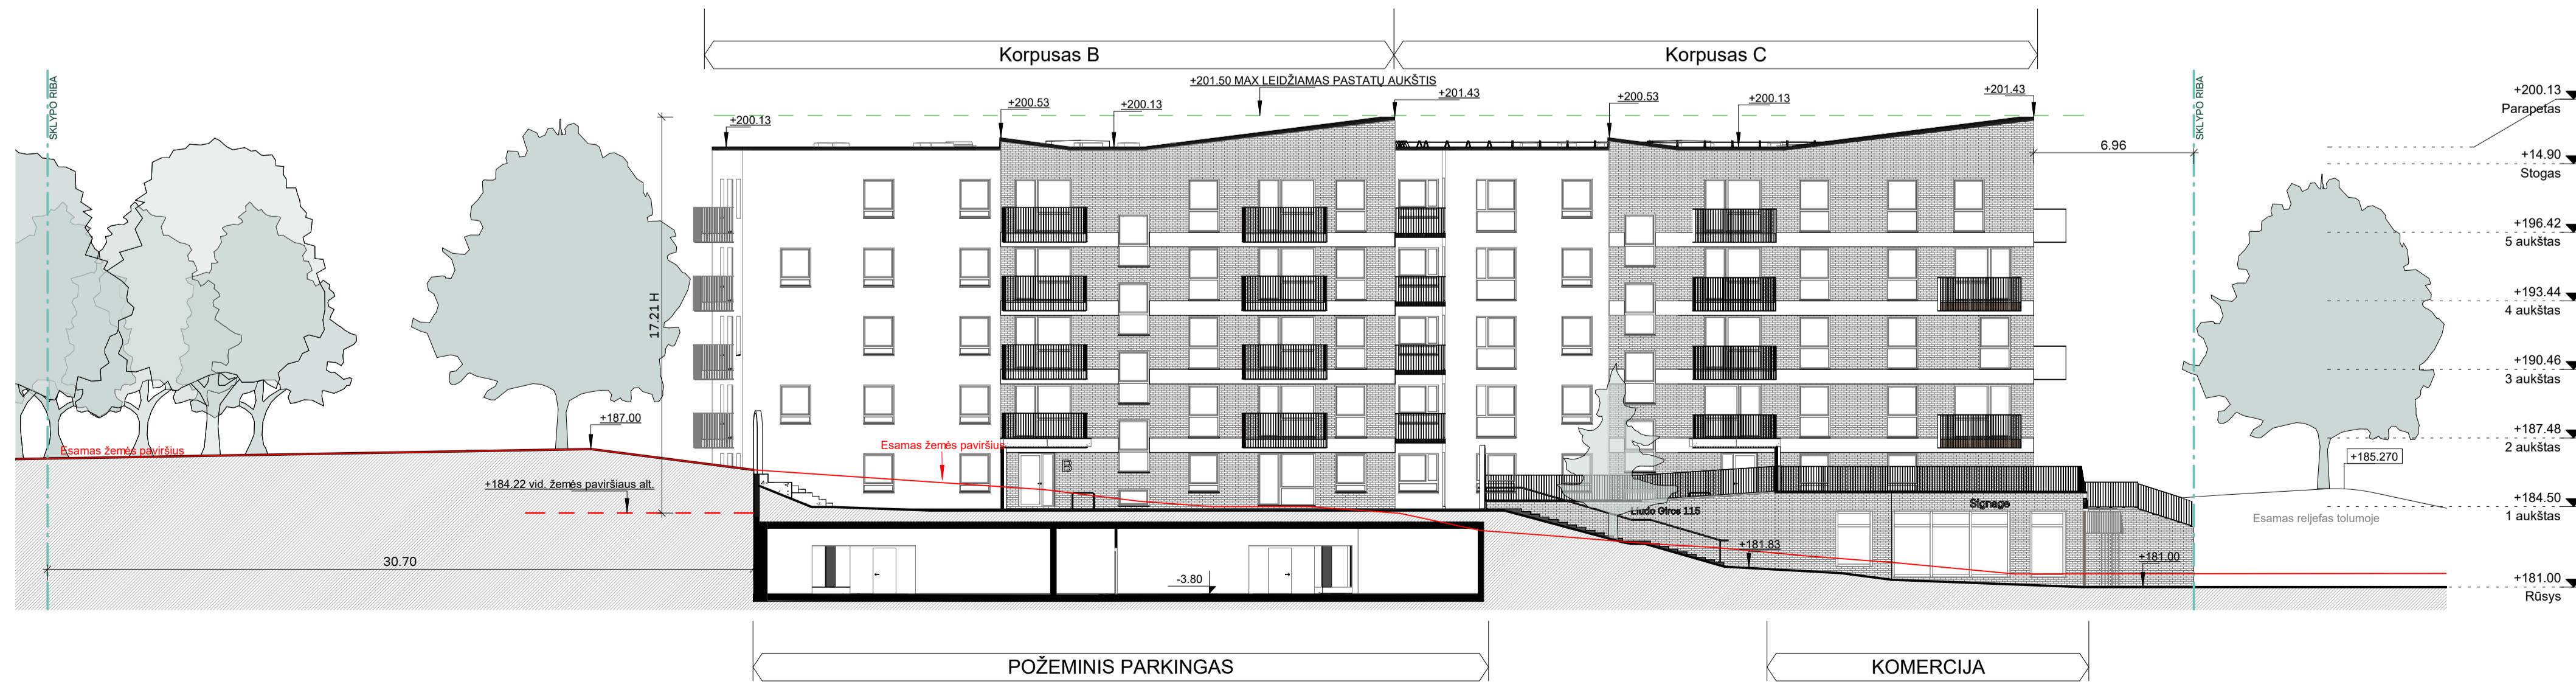 Korpusas B
Korpusas C
SKLYPO RIBA
+201.50 MAX LEIDŽIAMAS PASTATŲ AUKŠTIS
SKLYPO RIBA
+200.13
+200.53
+200.13
+201.43
+200.53
+200.13
+201.43
+200.13
Parapetas
6.96
+14.90
Stogas
+196.42
5 aukštas
17.21 H
+193.44
4 aukštas
+190.46
3 aukštas
+187.00
Esamas žemės paviršius
Esamas žemės paviršius
B
+187.48
2 aukštas
+185.270
+184.22 vid. žemės paviršiaus alt.
Liudo Giros 115
Signage
+184.50
1 aukštas
Esamas reljefas tolumoje
30.70
-3.80
+181.83
+181.00
+181.00
Rūsys
POŽEMINIS PARKINGAS
KOMERCIJA